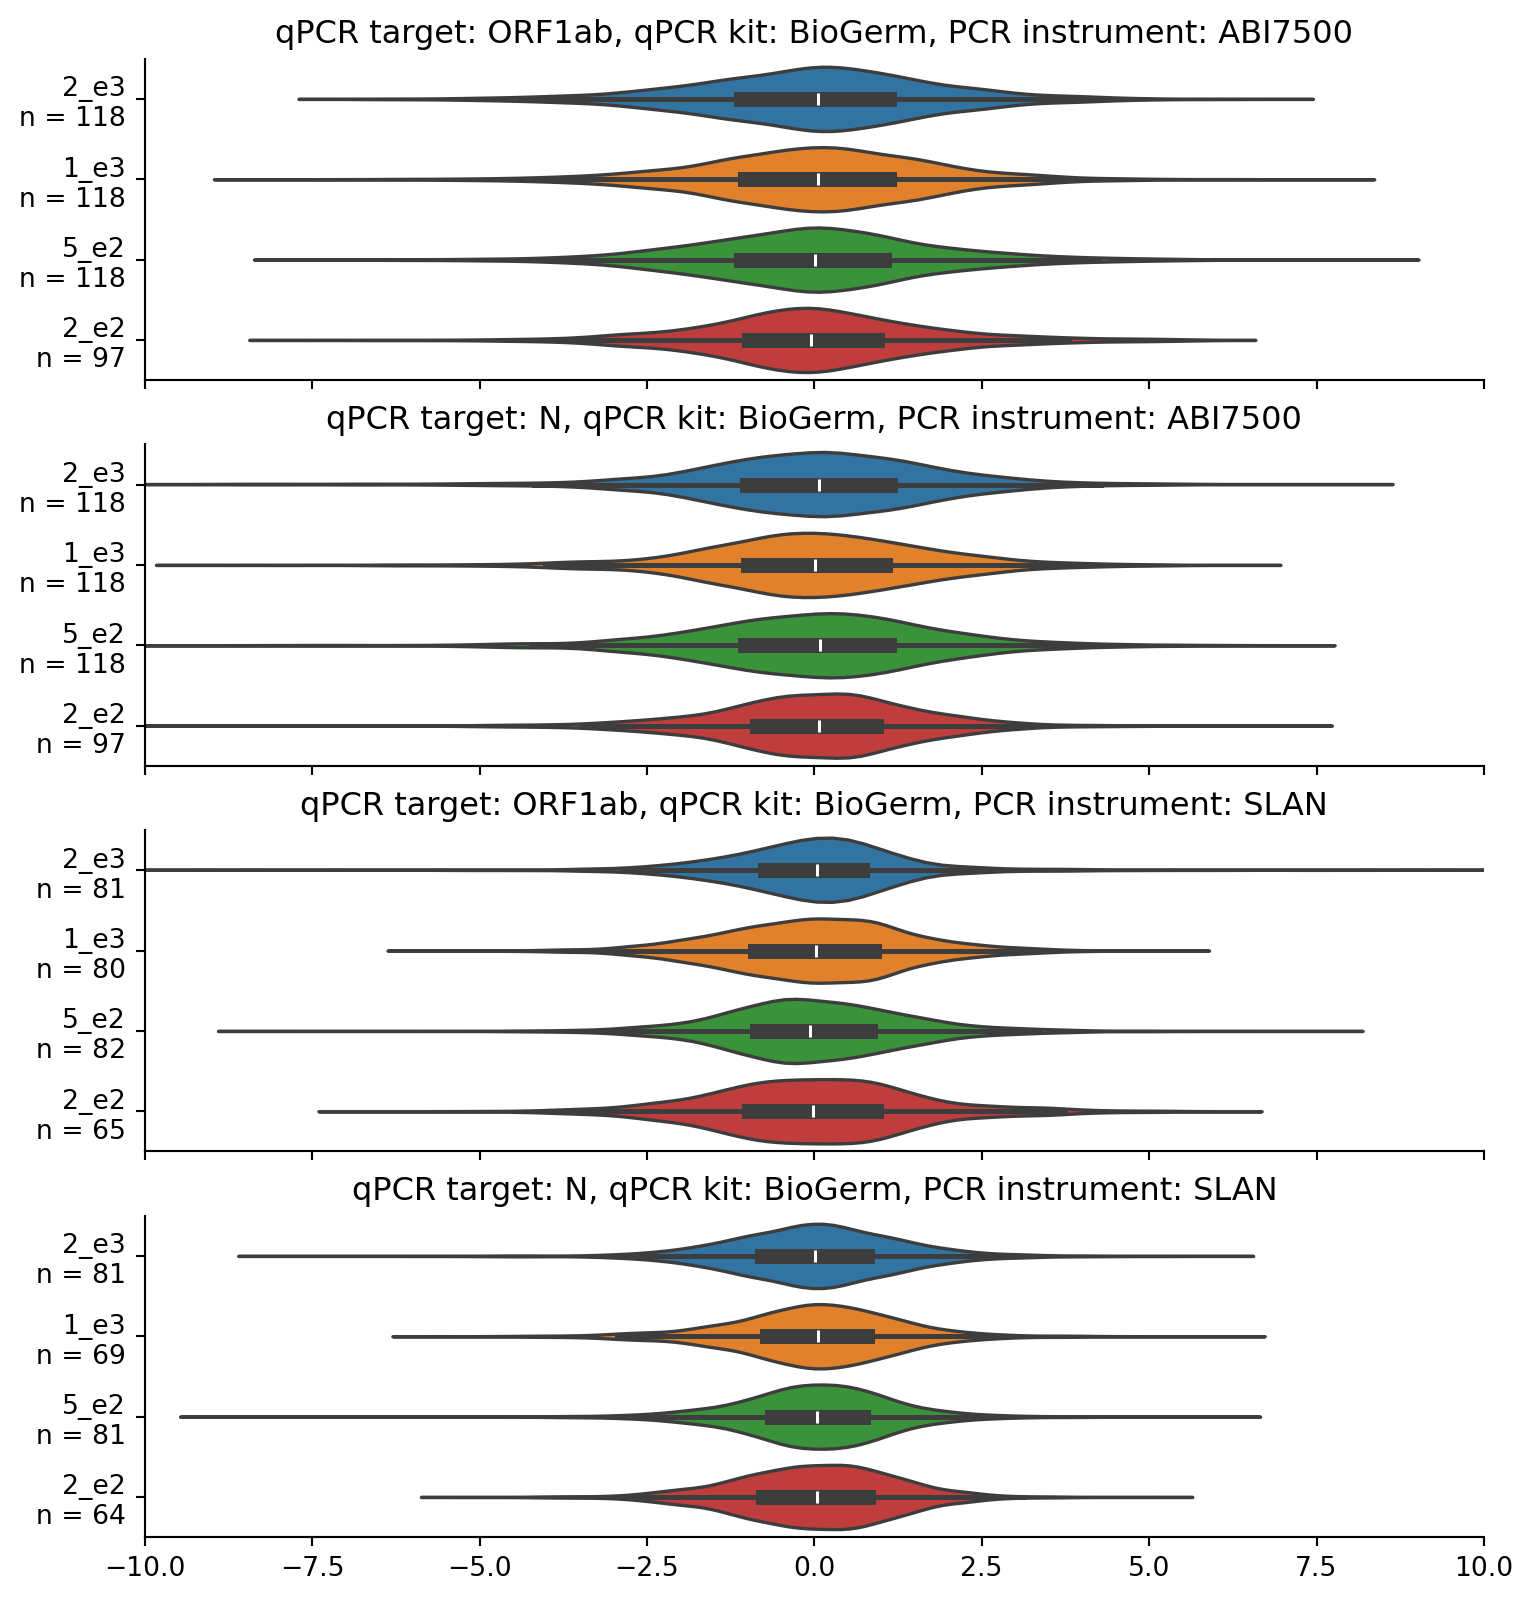 qPCR target: ORF1ab, qPCR kit: BioGerm, PCR instrument: ABI7500
2_e3
n = 118
1_e3
n = 118
5_e2
n = 118
2_e2
n = 97
qPCR target: N, qPCR kit: BioGerm, PCR instrument: ABI7500
2_e3
n = 118
1_e3
n = 118
5_e2
n = 118
2_e2
n = 97
qPCR target: ORF1ab, qPCR kit: BioGerm, PCR instrument: SLAN
2_e3
n = 81
1_e3
n = 80
5_e2
n = 82
2_e2
n = 65
qPCR target: N, qPCR kit: BioGerm, PCR instrument: SLAN
2_e3
n = 81
1_e3
n = 69
5_e2
n = 81
2_e2
n = 64
−10.0 −7.5 −5.0 −2.5 0.0 2.5 5.0 7.5 10.0